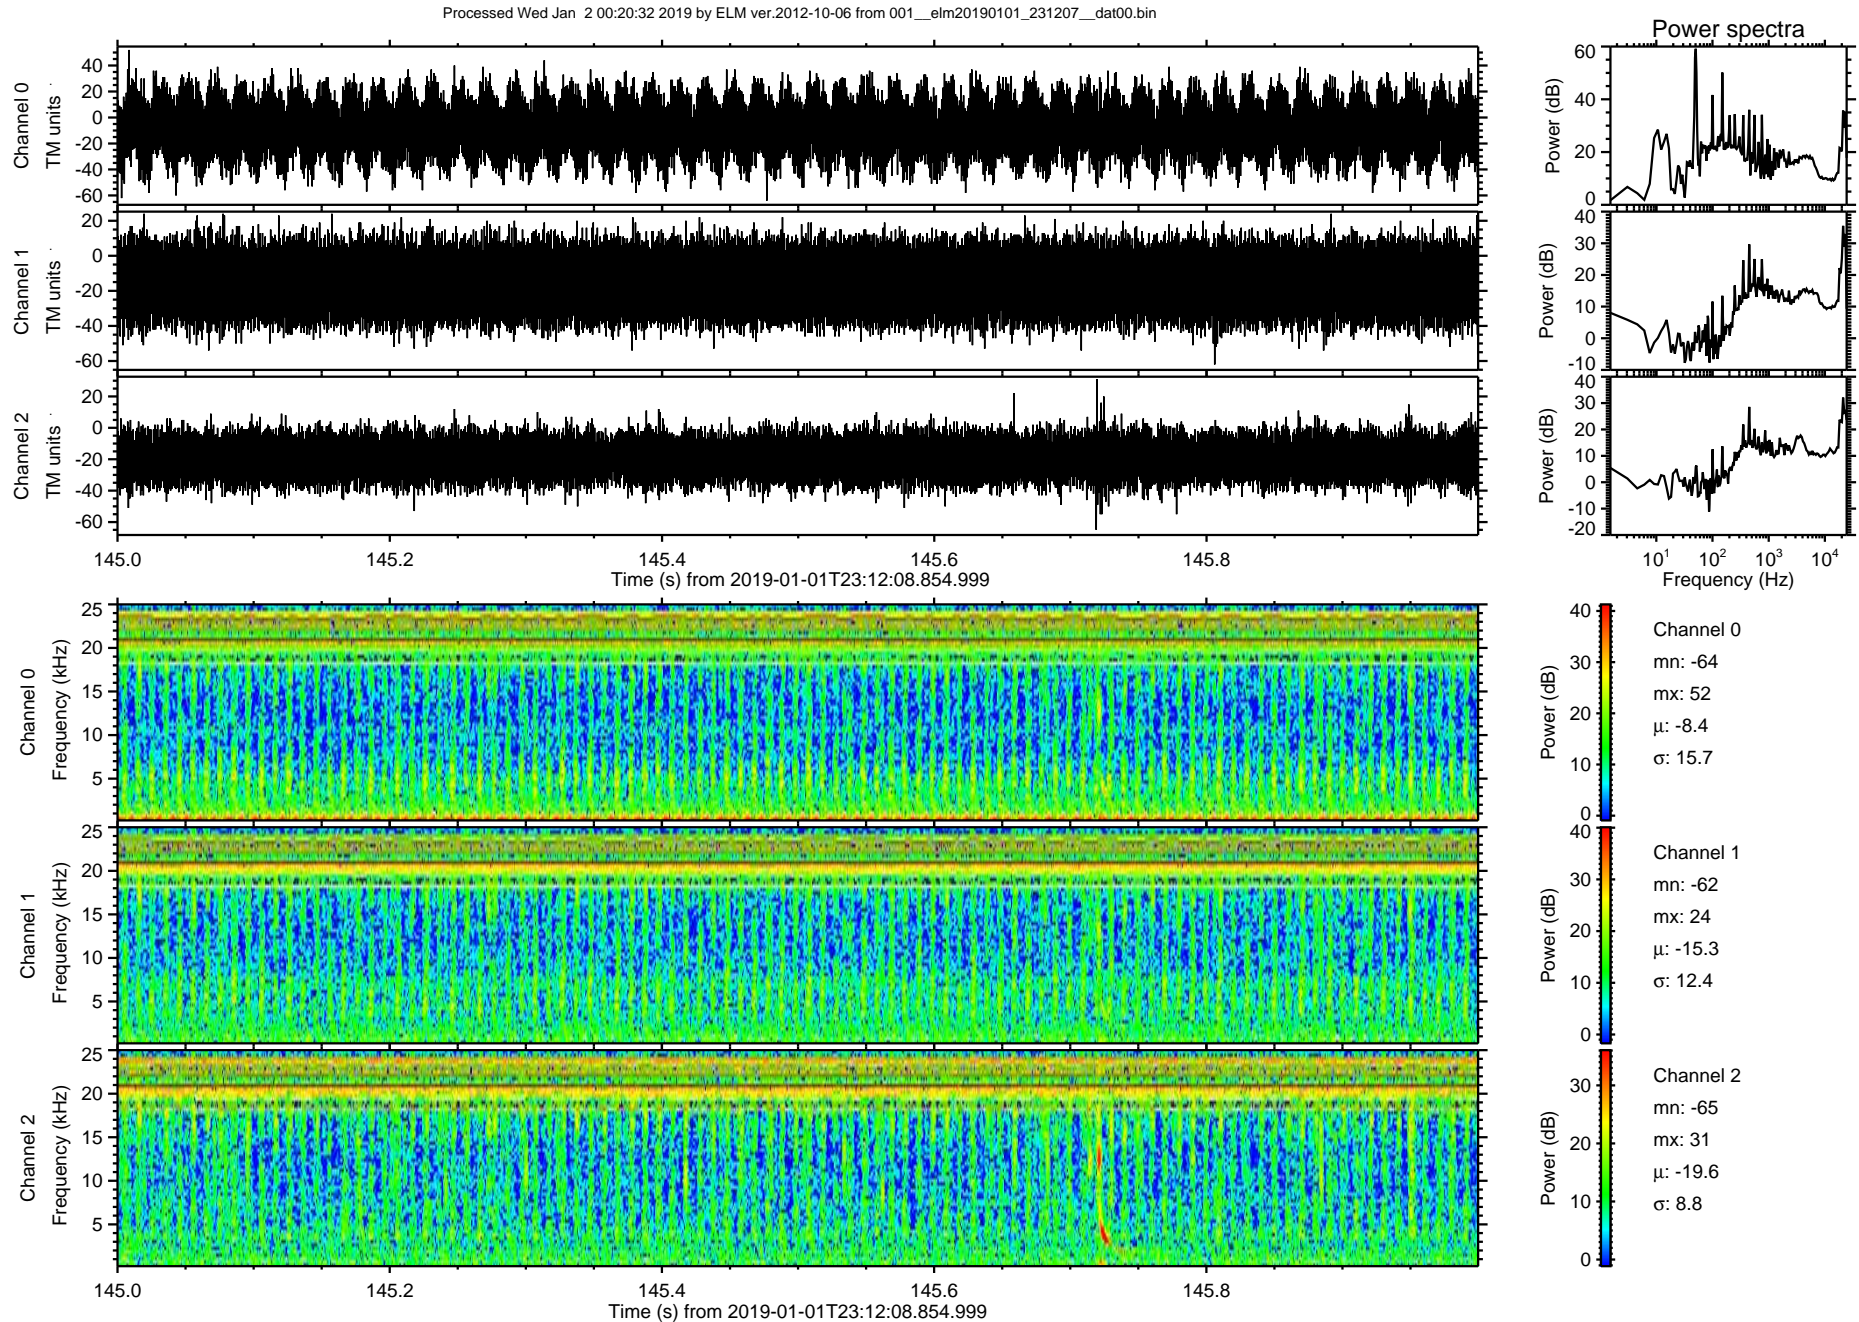 Processed Wed Jan  2 00:20:32 2019 by ELM ver.2012-10-06 from 001__elm20190101_231207__dat00.bin
Power spectra
Channel 0
TM units
40
20
0
-20
-40
-60
Power (dB)
60
40
20
0
Channel 1
TM units
20
0
-20
-40
-60
Power (dB)
40
30
20
10
0
-10
Channel 2
TM units
20
0
-20
-40
-60
Power (dB)
40
30
20
10
0
-10
-20
145.0 145.2 145.4 145.6 145.8
Time (s) from 2019-01-01T23:12:08.854.999
10^1 10^2 10^3 10^4
Frequency (Hz)
Channel 0
Frequency (kHz)
25
20
15
10
5
Power (dB)
40
30
20
10
0
Channel 0
mn: -64
mx: 52
μ: -8.4
σ: 15.7
Channel 1
Frequency (kHz)
25
20
15
10
5
Power (dB)
40
30
20
10
0
Channel 1
mn: -62
mx: 24
μ: -15.3
σ: 12.4
Channel 2
Frequency (kHz)
25
20
15
10
5
Power (dB)
30
20
10
0
Channel 2
mn: -65
mx: 31
μ: -19.6
σ: 8.8
145.0 145.2 145.4 145.6 145.8
Time (s) from 2019-01-01T23:12:08.854.999